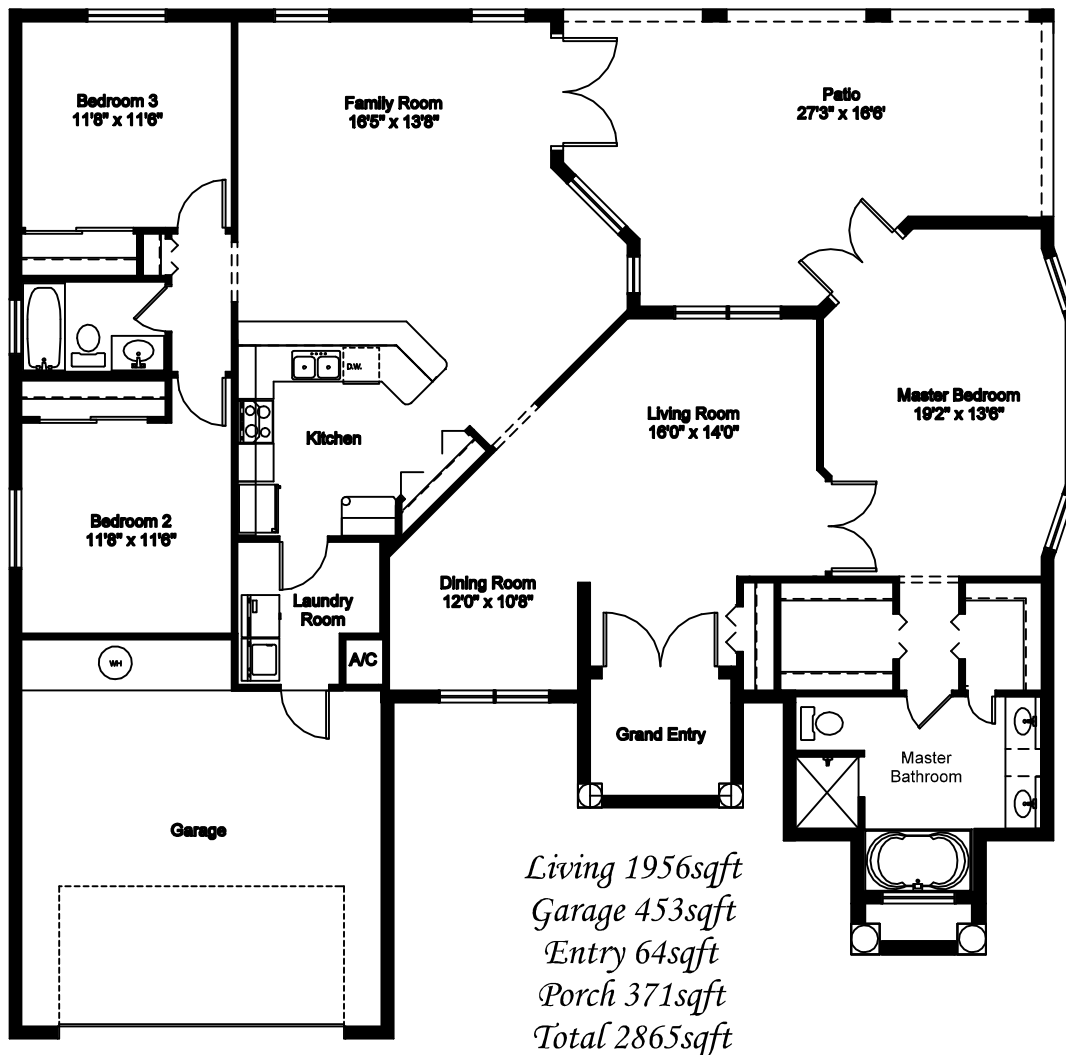 Bedroom 3
11'8" x 11'6"
Family Room
16'5" x 13'8"
Patio
27'3" x 16'6'
D.W.
Kitchen
Living Room
16'0" x 14'0"
Master Bedroom
19'2" x 13'6"
Bedroom 2
11'8" x 11'6"
Dining Room
12'0" x 10'8"
Laundry
Room
A/C
WH
Grand Entry
Master
Bathroom
Garage
Living 1956sqft
Garage 453sqft
Entry 64sqft
Porch 371sqft
Total 2865sqft